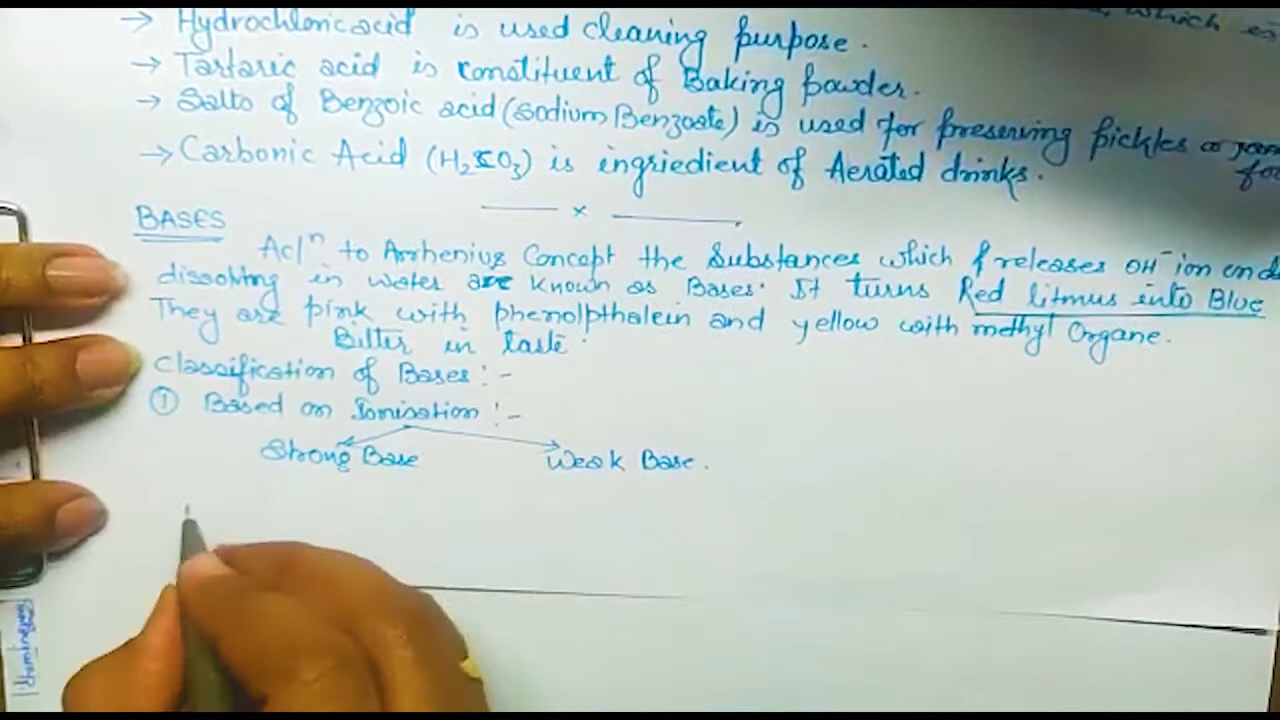 which is
→ Hydrochloric acid is used cleaning purpose.
→ Tartaric acid is constituent of Baking powder.
→ Salts of Benzoic acid (Sodium Benzoate) is used for preserving pickles or
→ Carbonic Acid (H2CO3) is ingriedient of Aerated drinks.
BASES
Acl^n to Arrhenius Concept the Substances which releases OH^- ion
dissolving in water are known as Bases. It turns Red litmus into Blue
They are pink with phenolpthalein and yellow with methyl Organe.
Bitter in taste.
Classification of Bases:-
① Based on Ionisation:-
Strong Base Weak Base.